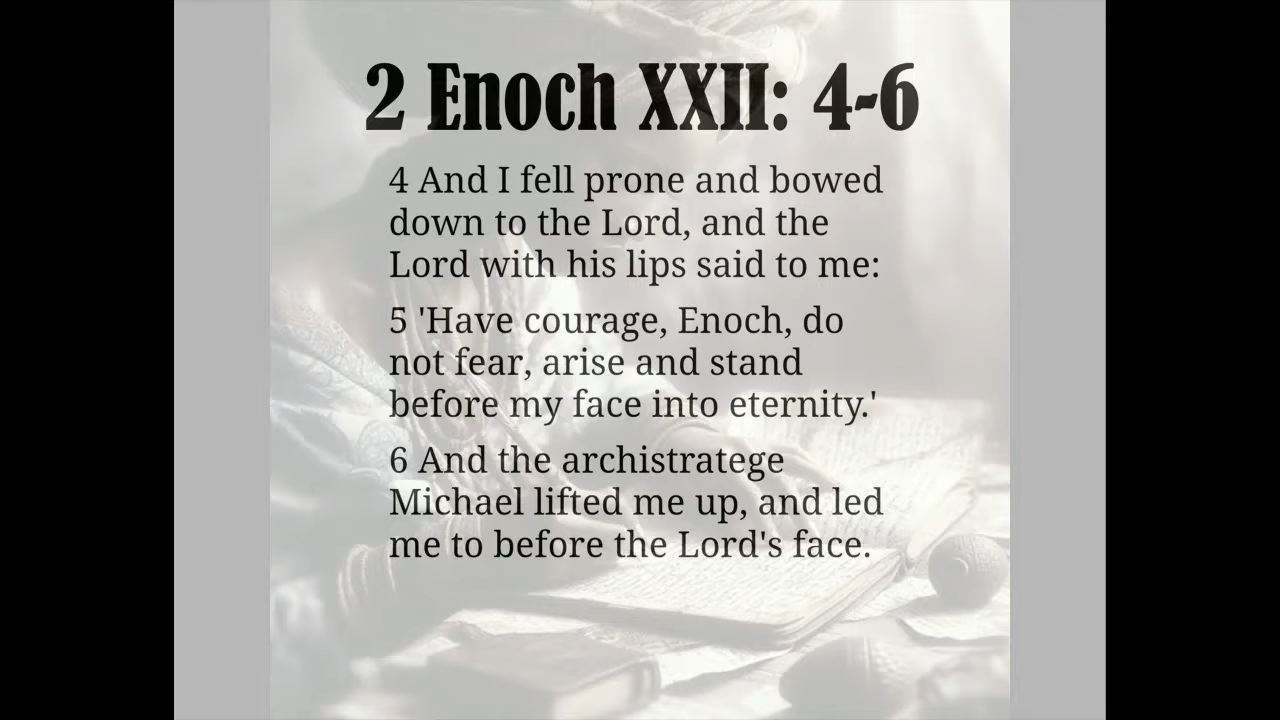 2 Enoch XXII: 4-6
4 And I fell prone and bowed
down to the Lord, and the
Lord with his lips said to me:
5 'Have courage, Enoch, do
not fear, arise and stand
before my face into eternity.'
6 And the archistratege
Michael lifted me up, and led
me to before the Lord's face.